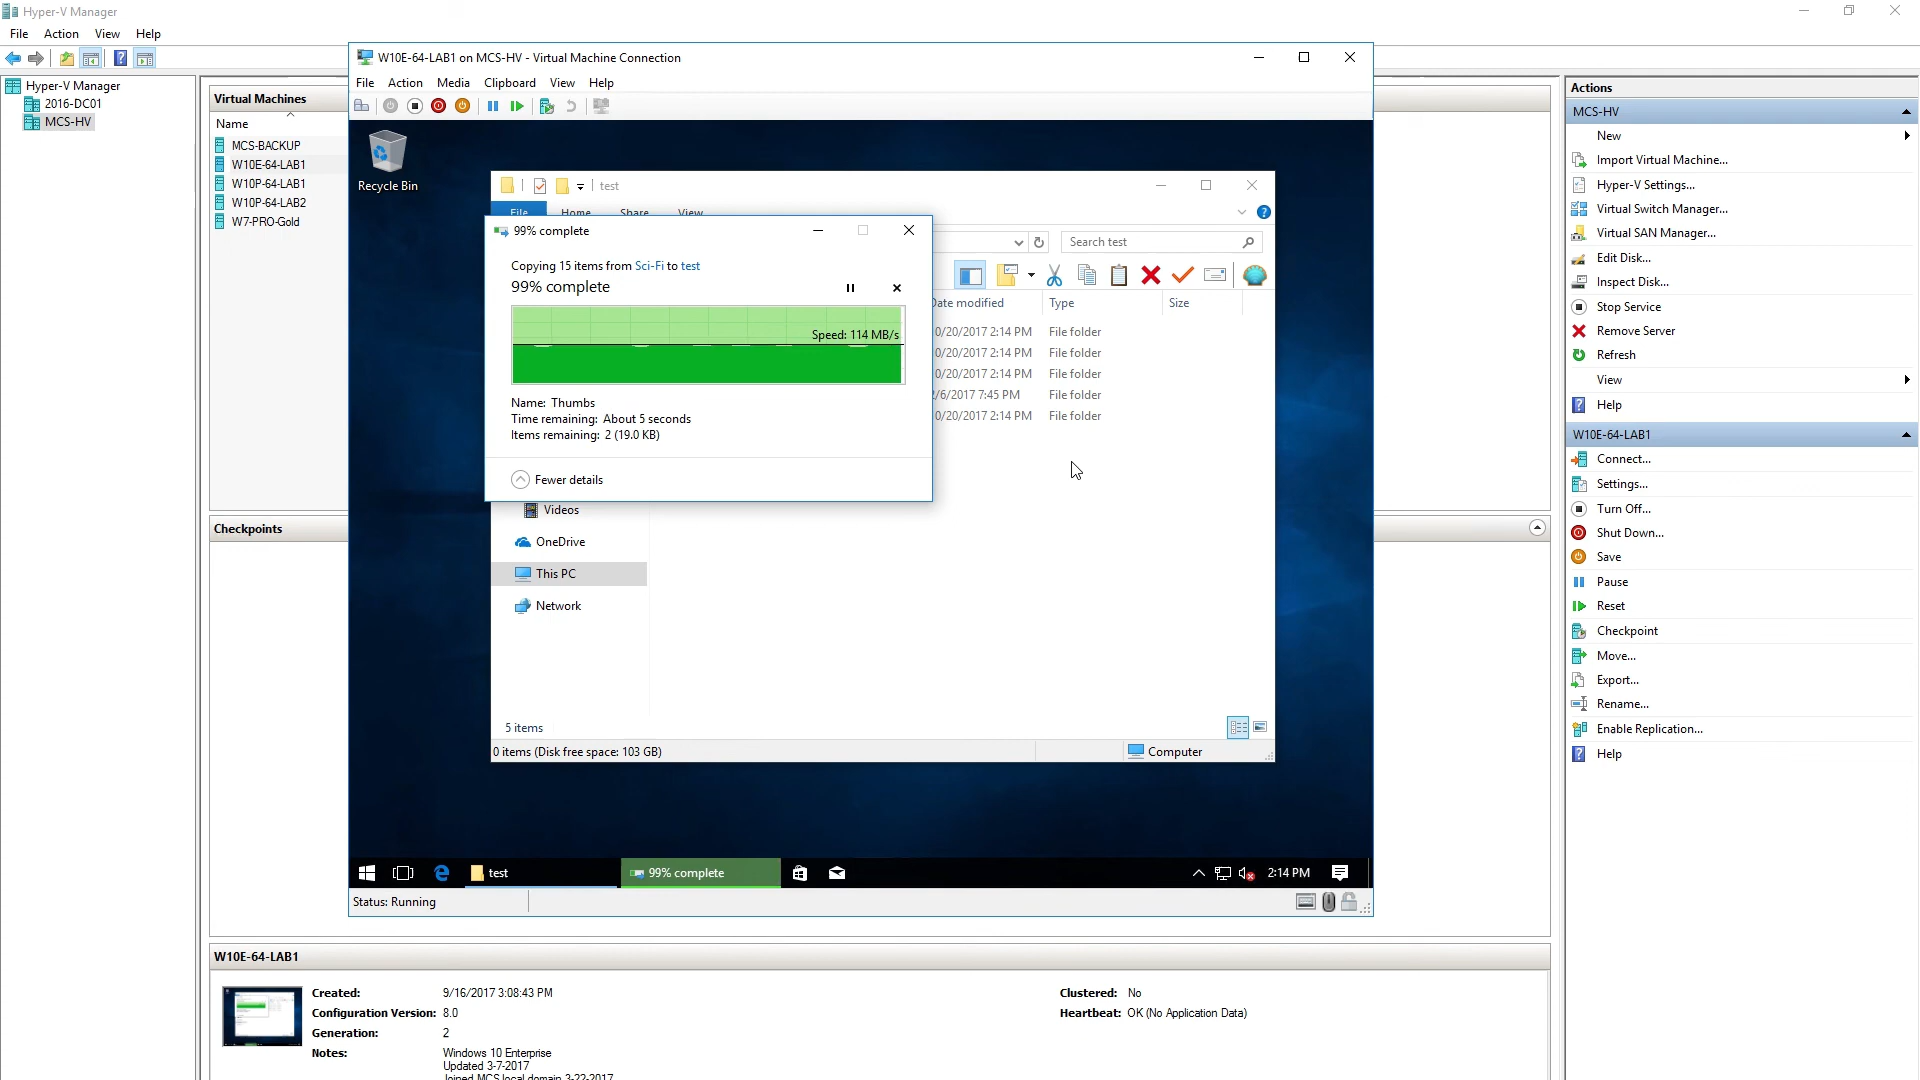 Hyper-V Manager
File Action View Help
Hyper-V Manager
2016-DC01
MCS-HV
Virtual Machines
Name
MCS-BACKUP
W10E-64-LAB1
W10P-64-LAB1
W10P-64-LAB2
W7-PRO-Gold
Checkpoints
W10E-64-LAB1 on MCS-HV - Virtual Machine Connection
File Action Media Clipboard View Help
Recycle Bin
test
File Home Share View
Search test
Date modified Type Size
0/20/2017 2:14 PM File folder
0/20/2017 2:14 PM File folder
0/20/2017 2:14 PM File folder
/6/2017 7:45 PM File folder
0/20/2017 2:14 PM File folder
99% complete
Copying 15 items from Sci-Fi to test
99% complete
Speed: 114 MB/s
Name: Thumbs
Time remaining: About 5 seconds
Items remaining: 2 (19.0 KB)
Fewer details
Videos
OneDrive
This PC
Network
5 items
0 items (Disk free space: 103 GB)
Computer
test
99% complete
2:14 PM
Status: Running
W10E-64-LAB1
Created: 9/16/2017 3:08:43 PM
Configuration Version: 8.0
Generation: 2
Notes: Windows 10 Enterprise
Updated 3-7-2017
Joined MCS.local domain 3-22-2017
Clustered: No
Heartbeat: OK (No Application Data)
Actions
MCS-HV
New
Import Virtual Machine...
Hyper-V Settings...
Virtual Switch Manager...
Virtual SAN Manager...
Edit Disk...
Inspect Disk...
Stop Service
Remove Server
Refresh
View
Help
W10E-64-LAB1
Connect...
Settings...
Turn Off...
Shut Down...
Save
Pause
Reset
Checkpoint
Move...
Export...
Rename...
Enable Replication...
Help